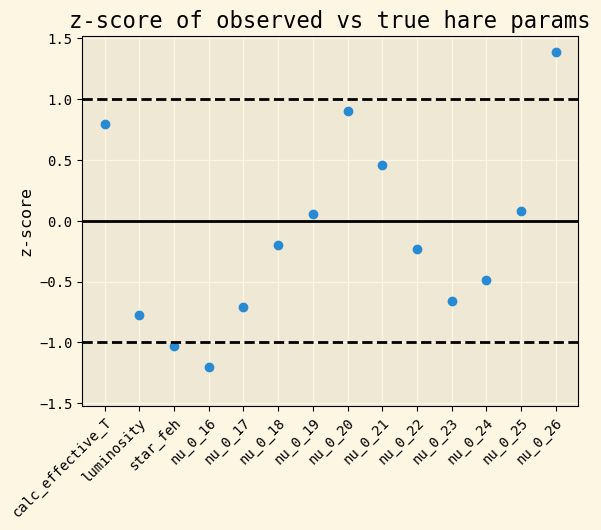 z-score of observed vs true hare params
z-score
1.5
1.0
0.5
0.0
−0.5
−1.0
−1.5
calc_effective_T
luminosity
star_feh
nu_0_16
nu_0_17
nu_0_18
nu_0_19
nu_0_20
nu_0_21
nu_0_22
nu_0_23
nu_0_24
nu_0_25
nu_0_26